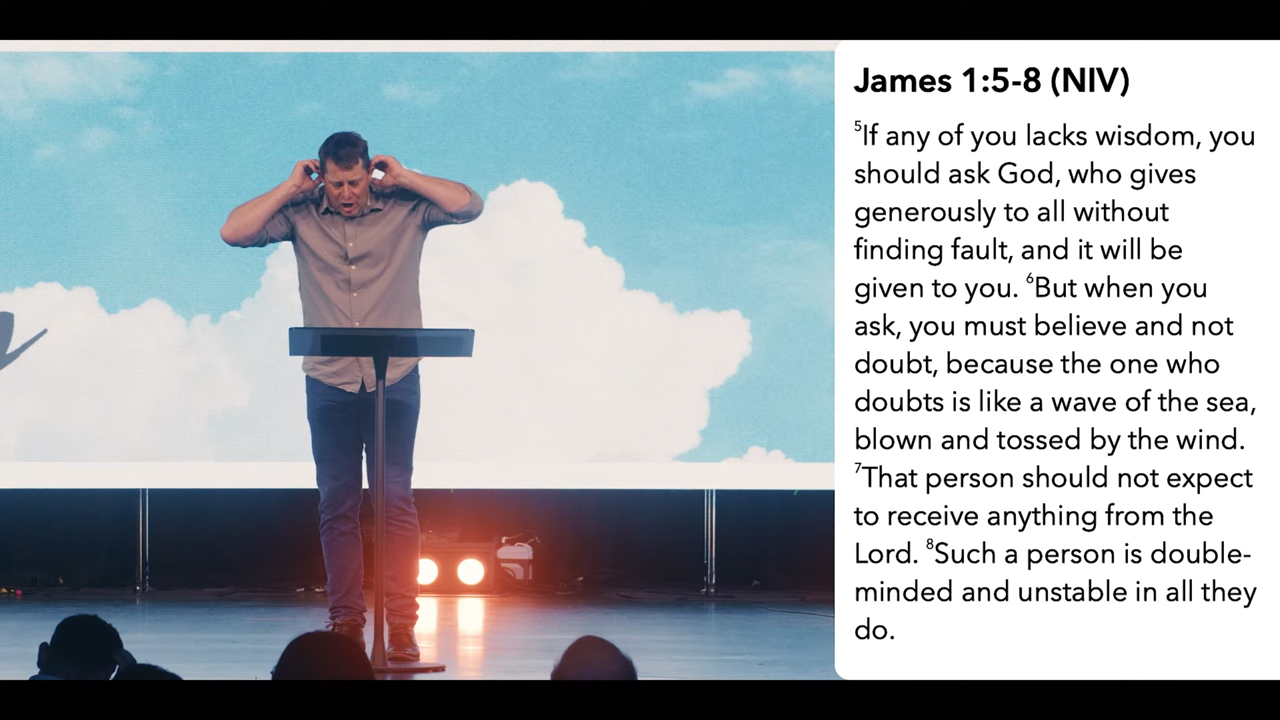 James 1:5-8 (NIV)
5If any of you lacks wisdom, you
should ask God, who gives
generously to all without
finding fault, and it will be
given to you. 6But when you
ask, you must believe and not
doubt, because the one who
doubts is like a wave of the sea,
blown and tossed by the wind.
7That person should not expect
to receive anything from the
Lord. 8Such a person is double-
minded and unstable in all they
do.